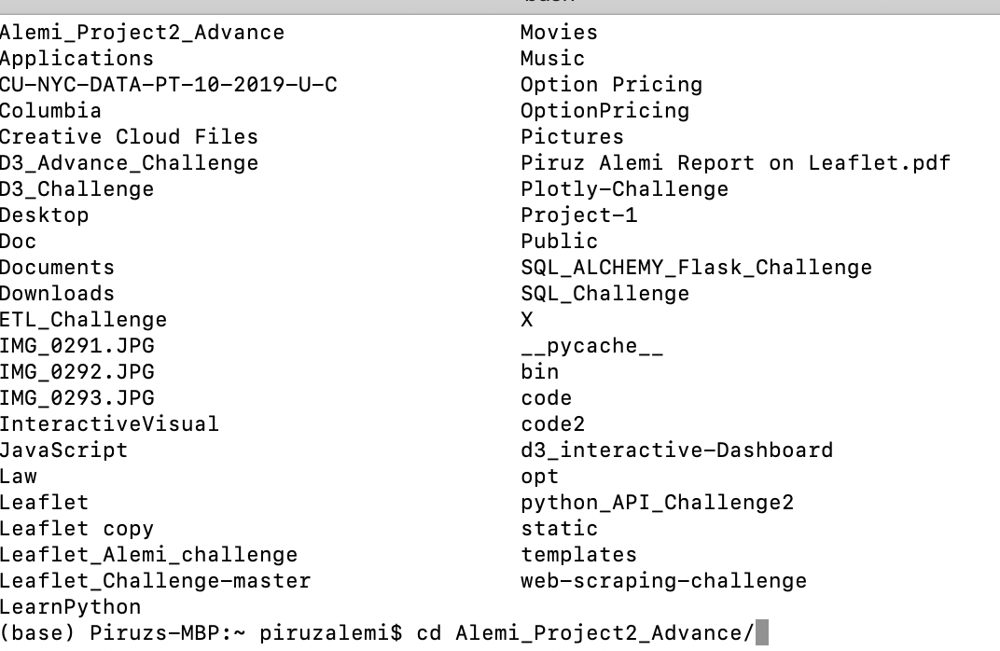 Alemi_Project2_Advance Movies
Applications Music
CU-NYC-DATA-PT-10-2019-U-C Option Pricing
Columbia OptionPricing
Creative Cloud Files Pictures
D3_Advance_Challenge Piruz Alemi Report on Leaflet.pdf
D3_Challenge Plotly-Challenge
Desktop Project-1
Doc Public
Documents SQL_ALCHEMY_Flask_Challenge
Downloads SQL_Challenge
ETL_Challenge X
IMG_0291.JPG __pycache__
IMG_0292.JPG bin
IMG_0293.JPG code
InteractiveVisual code2
JavaScript d3_interactive-Dashboard
Law opt
Leaflet python_API_Challenge2
Leaflet copy static
Leaflet_Alemi_challenge templates
Leaflet_Challenge-master web-scraping-challenge
LearnPython
(base) Piruzs-MBP:~ piruzalemi$ cd Alemi_Project2_Advance/